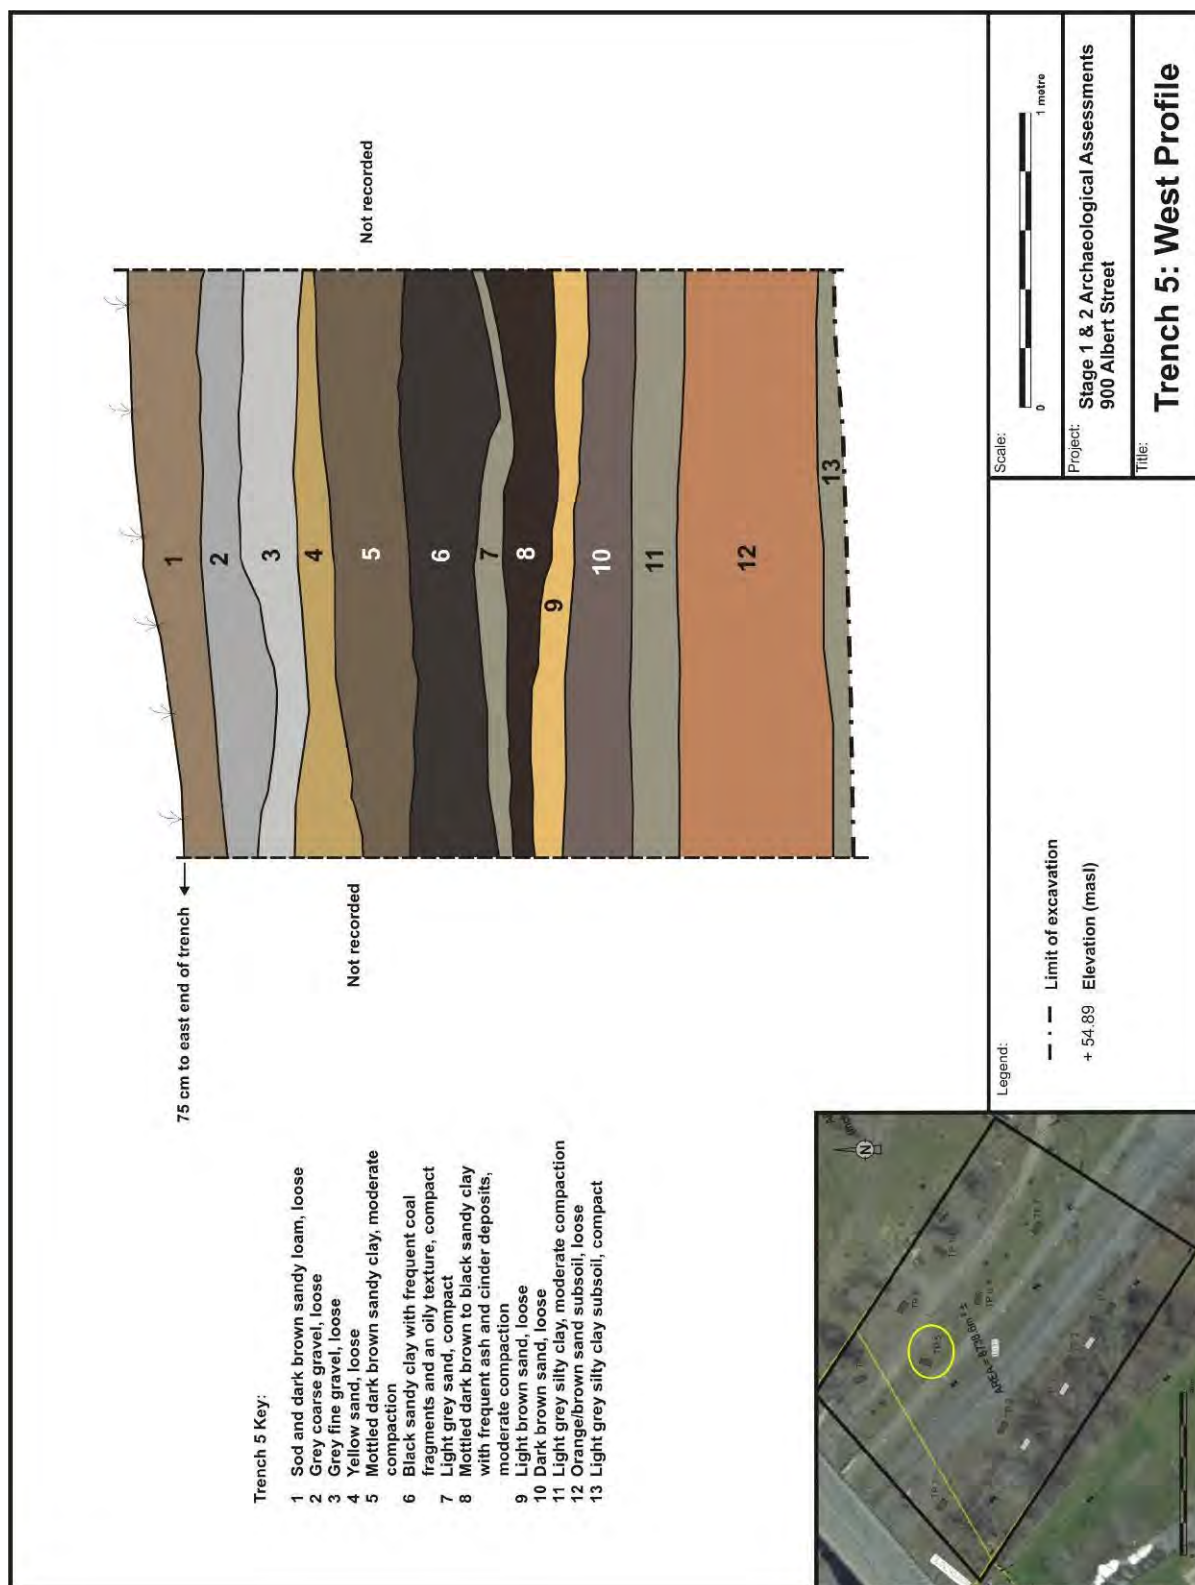 75 cm to east end of trench
Not recorded
Not recorded
1
2
3
4
5
6
7
8
9
10
11
12
13
Trench 5 Key:
1 Sod and dark brown sandy loam, loose
2 Grey coarse gravel, loose
3 Grey fine gravel, loose
4 Yellow sand, loose
5 Mottled dark brown sandy clay, moderate
compaction
6 Black sandy clay with frequent coal
fragments and an oily texture, compact
7 Light grey sand, compact
8 Mottled dark brown to black sandy clay
with frequent ash and cinder deposits,
moderate compaction
9 Light brown sand, loose
10 Dark brown sand, loose
11 Light grey silty clay, moderate compaction
12 Orange/brown sand subsoil, loose
13 Light grey silty clay subsoil, compact
N
TP 5
Legend:
Limit of excavation
+ 54.89 Elevation (masl)
Scale:
0
1 metre
Project:
Stage 1 & 2 Archaeological Assessments
900 Albert Street
Title:
Trench 5: West Profile